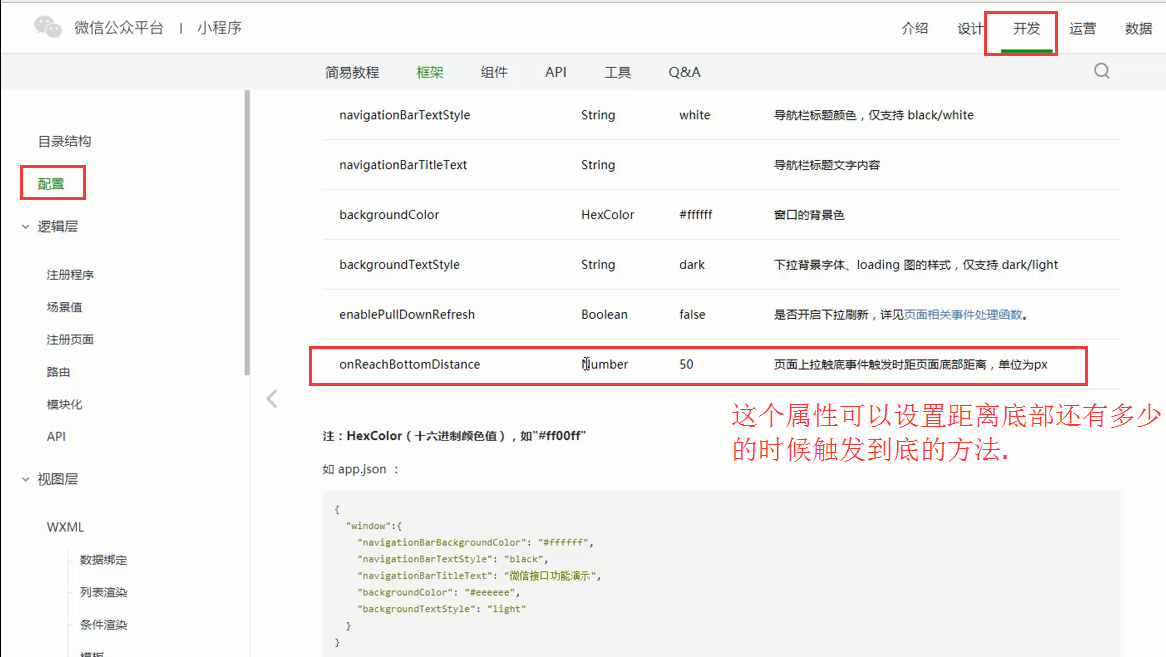 微信公众平台 | 小程序
介绍 设计 开发 运营 数据
简易教程 框架 组件 API 工具 Q&A
目录结构
配置
逻辑层
注册程序
场景值
注册页面
路由
模块化
API
视图层
WXML
数据绑定
列表渲染
条件渲染
模板
navigationBarTextStyle String white 导航栏标题颜色，仅支持 black/white
navigationBarTitleText String 导航栏标题文字内容
backgroundColor HexColor #ffffff 窗口的背景色
backgroundTextStyle String dark 下拉背景字体、loading 图的样式，仅支持 dark/light
enablePullDownRefresh Boolean false 是否开启下拉刷新，详见页面相关事件处理函数。
onReachBottomDistance Number 50 页面上拉触底事件触发时距页面底部距离，单位为px
这个属性可以设置距离底部还有多少
的时候触发到底的方法.
注：HexColor（十六进制颜色值），如"#ff00ff"
如 app.json ：
{
"window":{
"navigationBarBackgroundColor": "#ffffff",
"navigationBarTextStyle": "black",
"navigationBarTitleText": "微信接口功能演示",
"backgroundColor": "#eeeeee",
"backgroundTextStyle": "light"
}
}